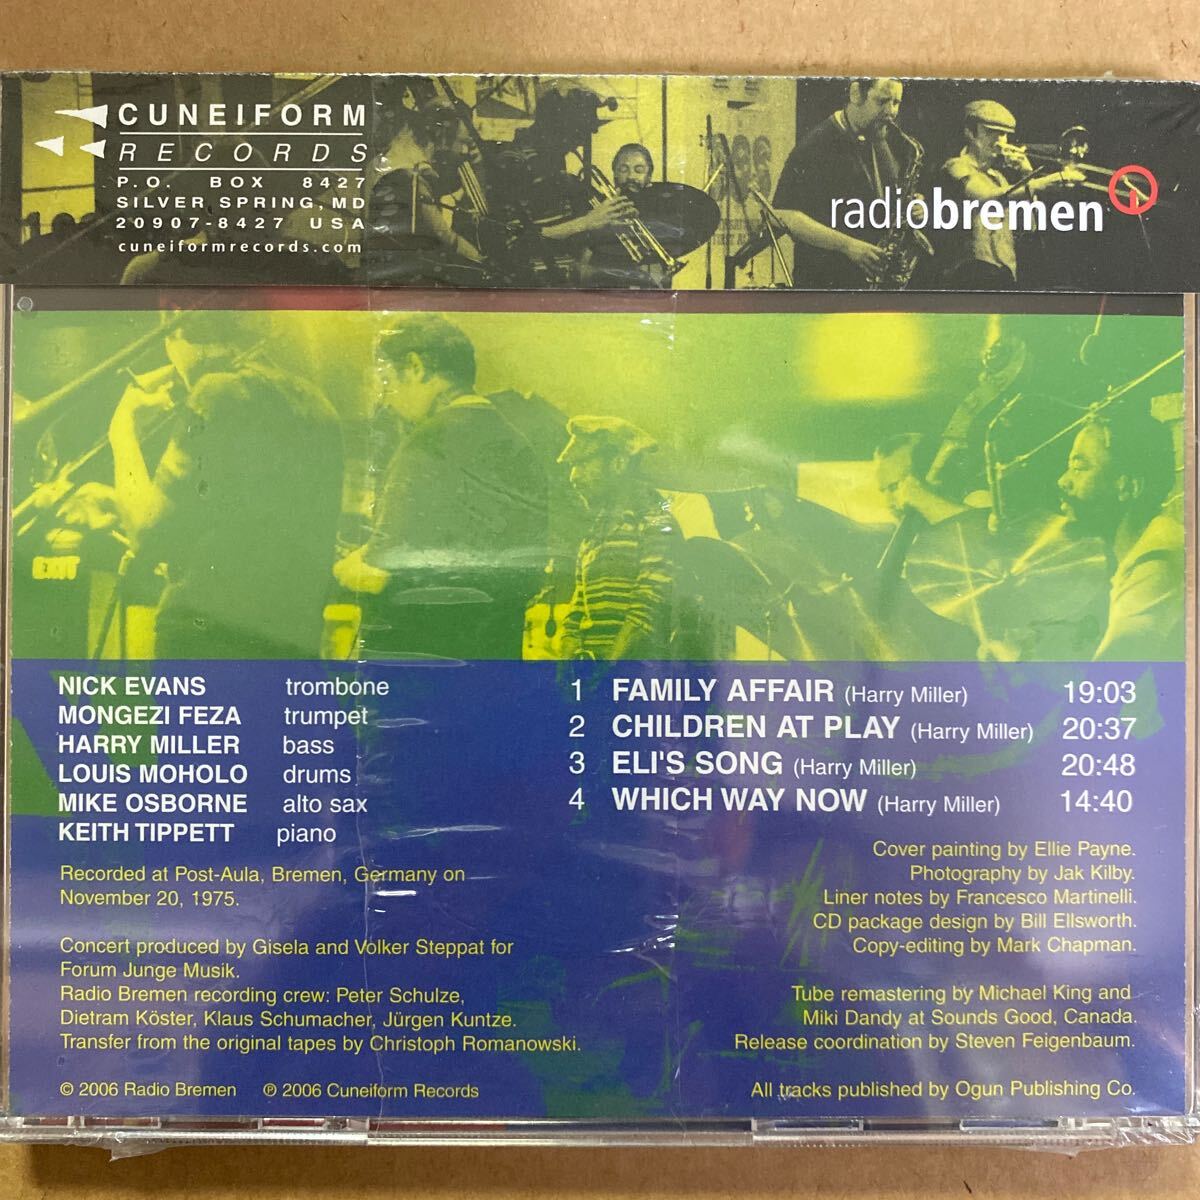 CUNEIFORM
RECORDS
P.O. BOX 8427
SILVER SPRING, MD
20907-8427 USA
cuneiformrecords.com
radiobremen
EXIT
NICK EVANS trombone
MONGEZI FEZA trumpet
HARRY MILLER bass
LOUIS MOHOLO drums
MIKE OSBORNE alto sax
KEITH TIPPETT piano
Recorded at Post-Aula, Bremen, Germany on
November 20, 1975.
Concert produced by Gisela and Volker Steppat for
Forum Junge Musik.
Radio Bremen recording crew: Peter Schulze,
Dietram Köster, Klaus Schumacher, Jürgen Kuntze.
Transfer from the original tapes by Christoph Romanowski.
© 2006 Radio Bremen ℗ 2006 Cuneiform Records
1 FAMILY AFFAIR (Harry Miller) 19:03
2 CHILDREN AT PLAY (Harry Miller) 20:37
3 ELI'S SONG (Harry Miller) 20:48
4 WHICH WAY NOW (Harry Miller) 14:40
Cover painting by Ellie Payne.
Photography by Jak Kilby.
Liner notes by Francesco Martinelli.
CD package design by Bill Ellsworth.
Copy-editing by Mark Chapman.
Tube remastering by Michael King and
Miki Dandy at Sounds Good, Canada.
Release coordination by Steven Feigenbaum.
All tracks published by Ogun Publishing Co.